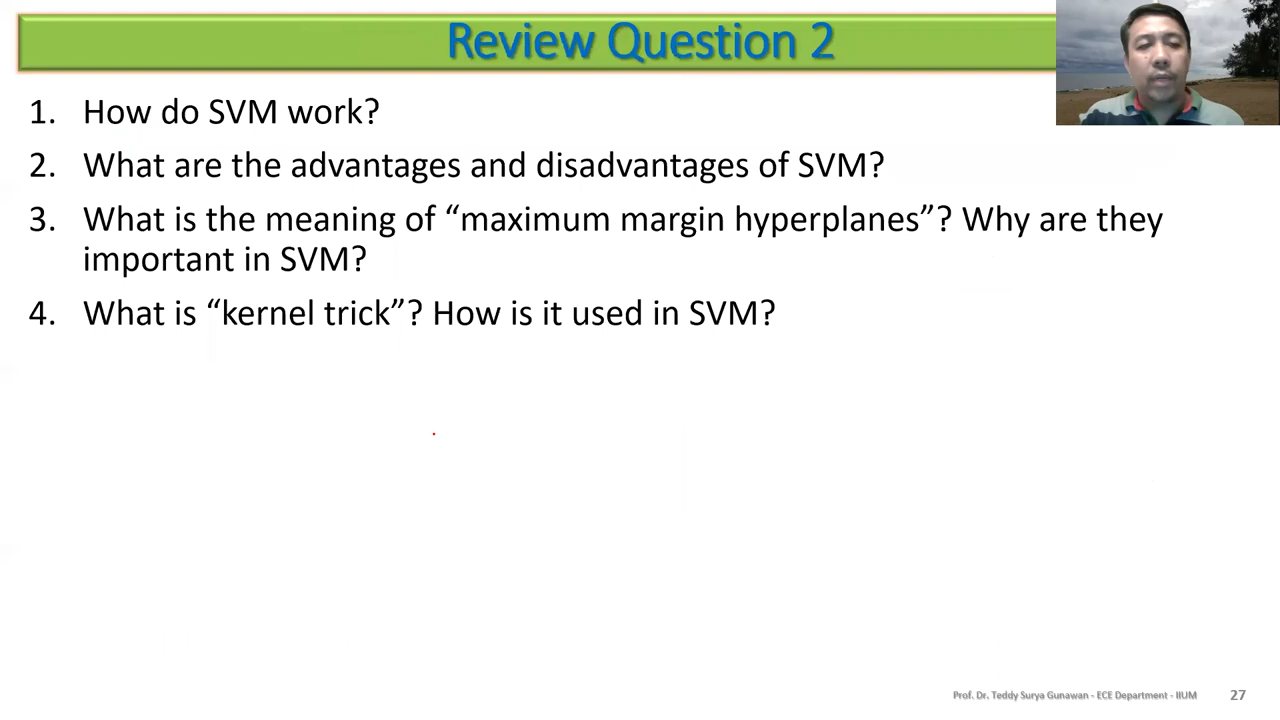 Review Question 2
1. How do SVM work?
2. What are the advantages and disadvantages of SVM?
3. What is the meaning of “maximum margin hyperplanes”? Why are they
important in SVM?
4. What is “kernel trick”? How is it used in SVM?
Prof. Dr. Teddy Surya Gunawan - ECE Department - IIUM 27